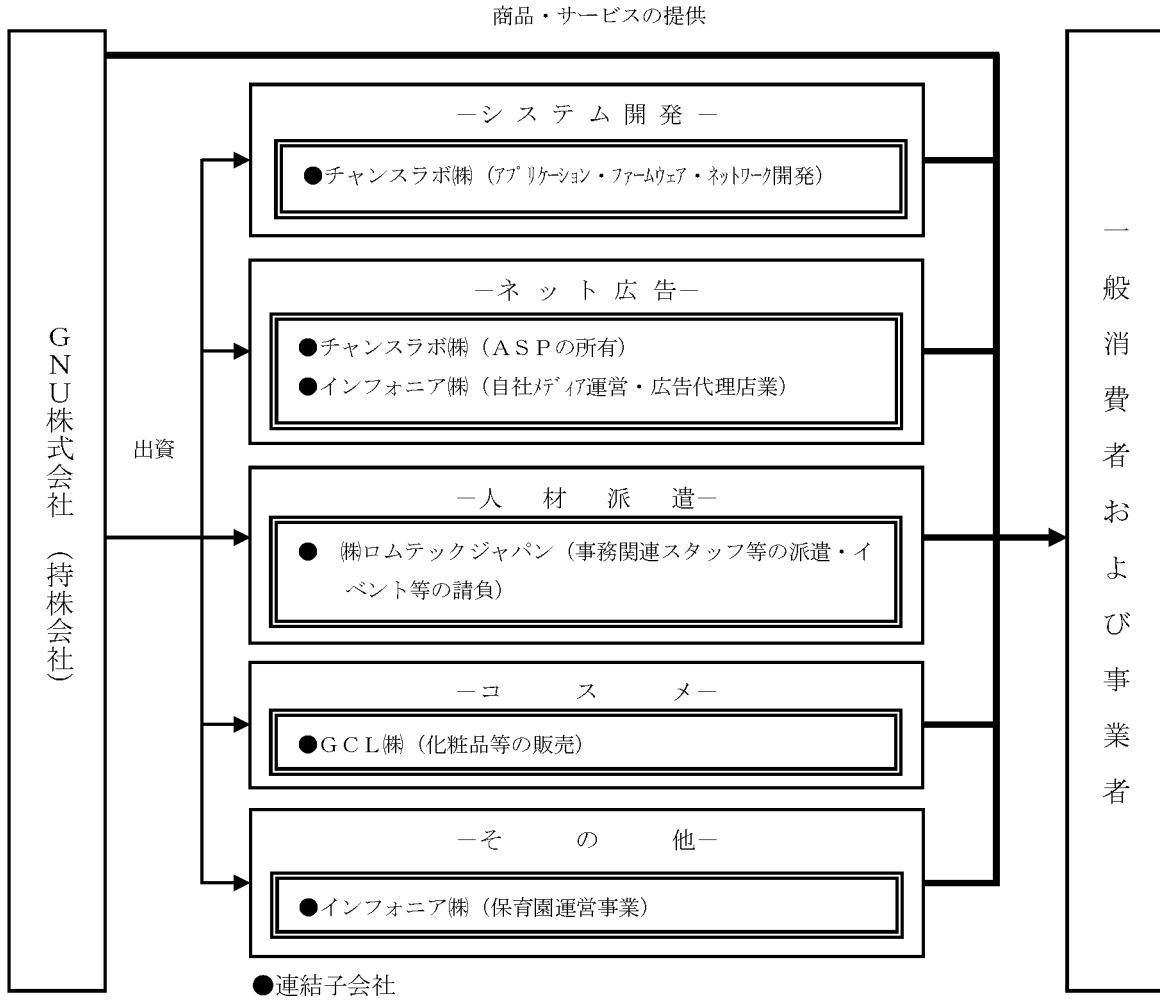 商品・サービスの提供
GNU株式会社（持株会社）
出資
－システム開発－
●チャンスラボ㈱（ｱﾌﾟﾘｹｰｼｮﾝ・ﾌｧｰﾑｳｪｱ・ﾈｯﾄﾜｰｸ開発）
－ネット広告－
●チャンスラボ㈱（ＡＳＰの所有）
●インフォニア㈱（自社ﾒﾃﾞｨｱ運営・広告代理店業）
－人材派遣－
● ㈱ロムテックジャパン（事務関連スタッフ等の派遣・イ
ベント等の請負）
－コスメ－
●ＧＣＬ㈱（化粧品等の販売）
－その他－
●インフォニア㈱（保育園運営事業）
●連結子会社
一般消費者および事業者